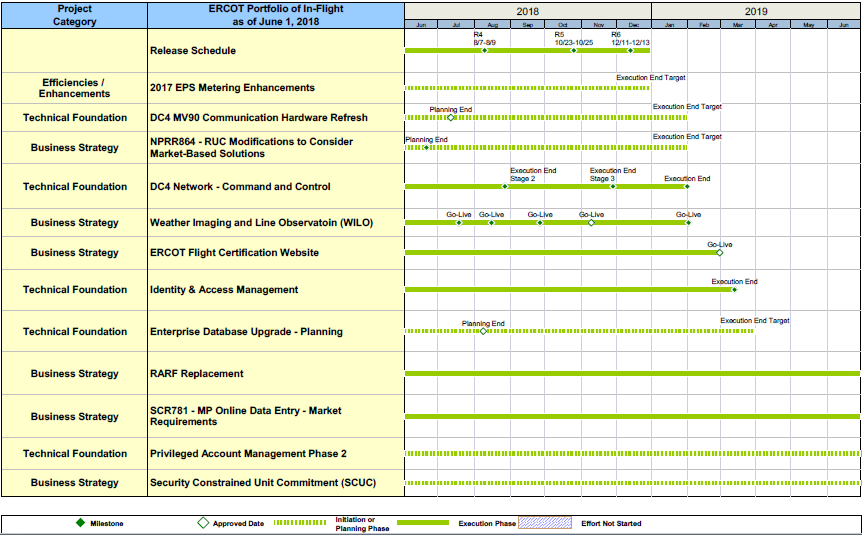 Project Category
ERCOT Portfolio of In-Flight as of June 1, 2018
2018
2019
Jun Jul Aug Sep Oct Nov Dec Jan Feb Mar Apr May Jun
Release Schedule
R4
8/7-8/9
R5
10/23-10/25
R6
12/11-12/13
Efficiencies /
Enhancements
2017 EPS Metering Enhancements
Execution End Target
Technical Foundation
DC4 MV90 Communication Hardware Refresh
Planning End
Execution End Target
Business Strategy
NPRR864 - RUC Modifications to Consider
Market-Based Solutions
Planning End
Execution End Target
Technical Foundation
DC4 Network - Command and Control
Execution End
Stage 2
Execution End
Stage 3
Execution End
Business Strategy
Weather Imaging and Line Observatoin (WILO)
Go-Live Go-Live Go-Live Go-Live Go-Live
Business Strategy
ERCOT Flight Certification Website
Go-Live
Technical Foundation
Identity & Access Management
Execution End
Technical Foundation
Enterprise Database Upgrade - Planning
Planning End
Execution End Target
Business Strategy
RARF Replacement
Business Strategy
SCR781 - MP Online Data Entry - Market
Requirements
Technical Foundation
Privileged Account Management Phase 2
Business Strategy
Security Constrained Unit Commitment (SCUC)
Milestone
Approved Date
Initiation or
Planning Phase
Execution Phase
Effort Not Started